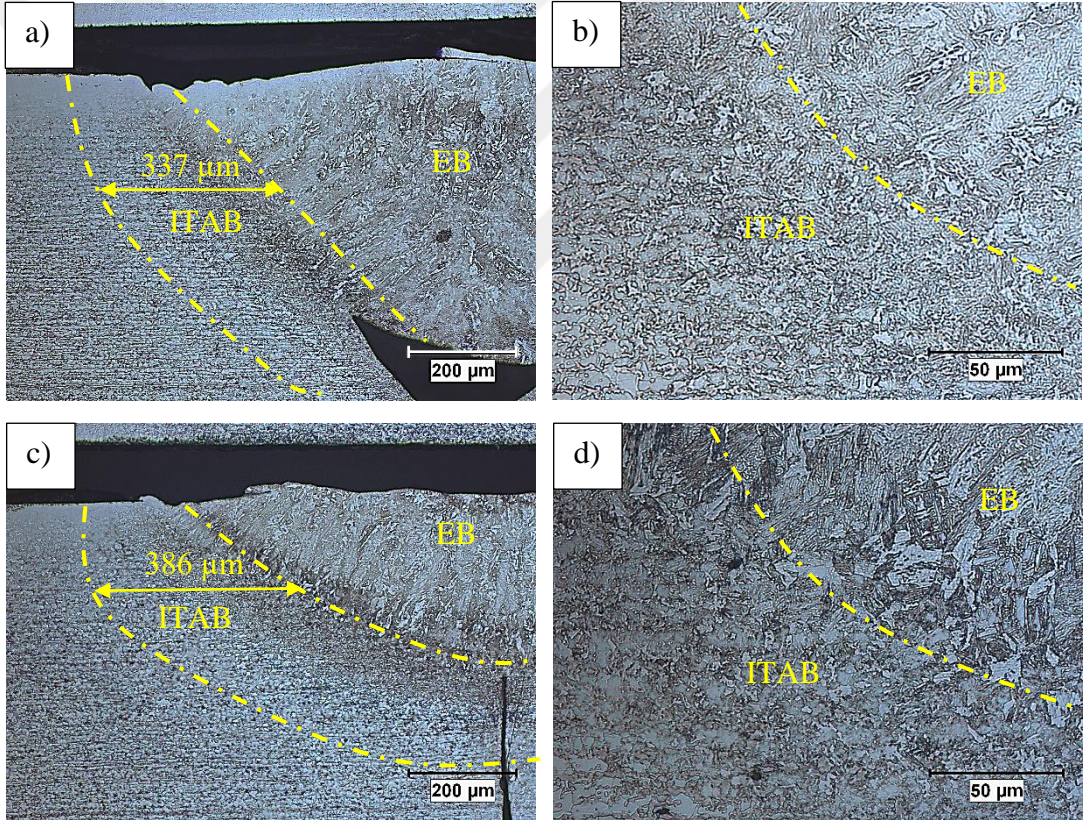 a)
EB
337 µm
ITAB
200 µm
b)
EB
ITAB
50 µm
c)
EB
386 µm
ITAB
200 µm
d)
EB
ITAB
50 µm